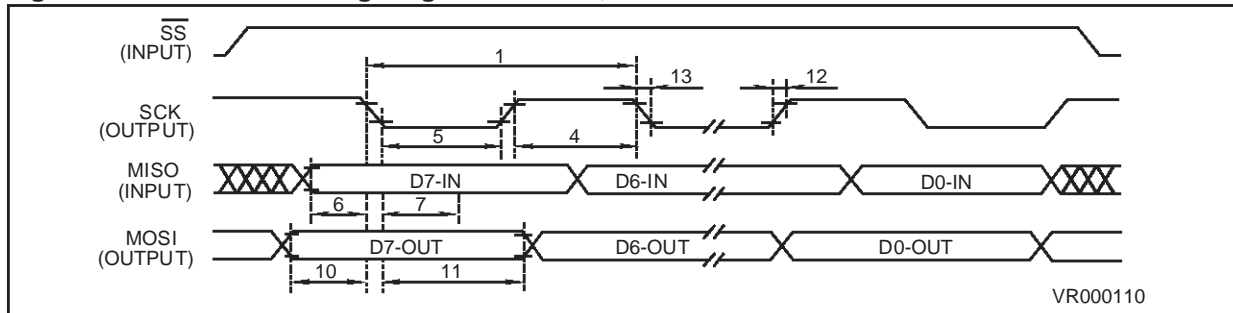 SS
(INPUT)
1
13
12
SCK
(OUTPUT)
5
4
MISO
(INPUT)
D7-IN
D6-IN
D0-IN
6
7
MOSI
(OUTPUT)
D7-OUT
D6-OUT
D0-OUT
10
11
VR000110